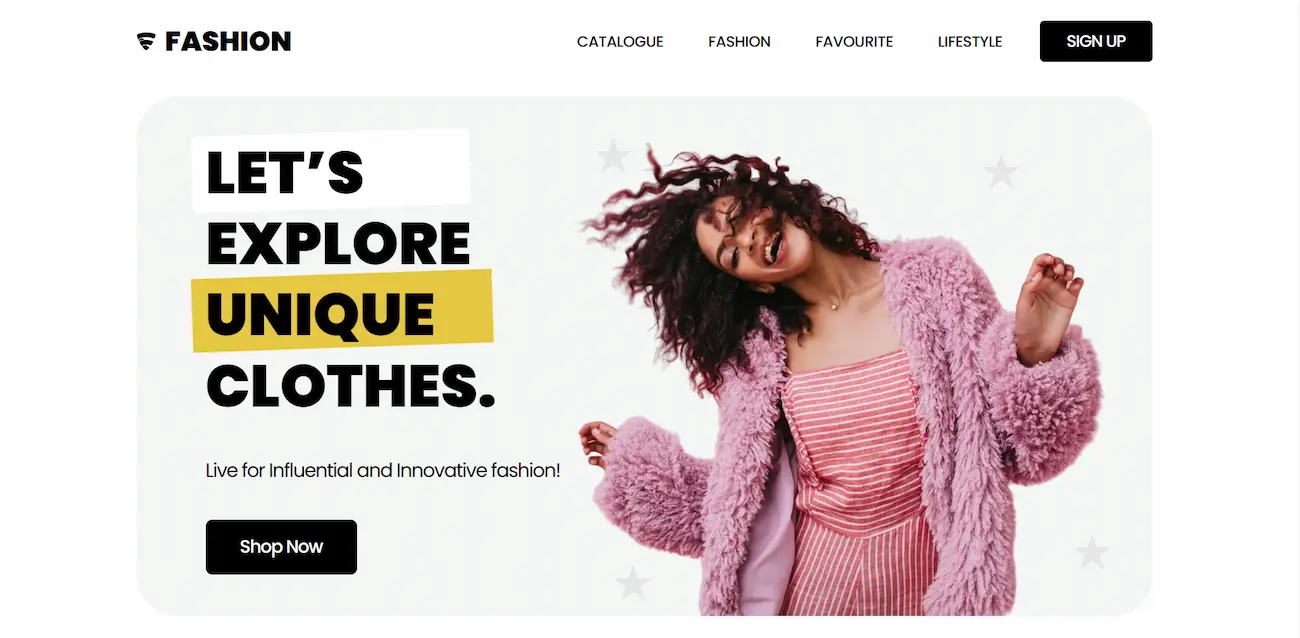 FASHION
CATALOGUE
FASHION
FAVOURITE
LIFESTYLE
SIGN UP
LET’S
EXPLORE
UNIQUE
CLOTHES.
Live for Influential and Innovative fashion!
Shop Now